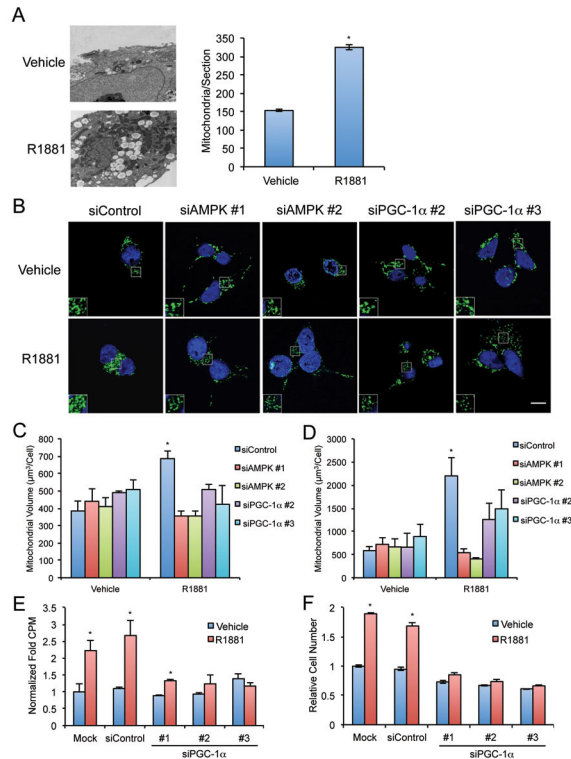 A
Vehicle
R1881
Mitochondria/Section
400
350
300
250
200
150
100
50
0
*
Vehicle R1881
B
siControl siAMPK #1 siAMPK #2 siPGC-1α #2 siPGC-1α #3
Vehicle
R1881
C
Mitochondrial Volume (µm³/Cell)
800
700
600
500
400
300
200
100
0
*
Vehicle R1881
siControl
siAMPK #1
siAMPK #2
siPGC-1α #2
siPGC-1α #3
D
Mitochondrial Volume (µm³/Cell)
3000
2500
2000
1500
1000
500
0
*
Vehicle R1881
siControl
siAMPK #1
siAMPK #2
siPGC-1α #2
siPGC-1α #3
E
Normalized Fold CPM
3.5
3
2.5
2
1.5
1
0.5
0
Vehicle
R1881
* * *
Mock siControl #1 #2 #3
siPGC-1α
F
Relative Cell Number
2
1.5
1
0.5
0
Vehicle
R1881
* *
Mock siControl #1 #2 #3
siPGC-1α